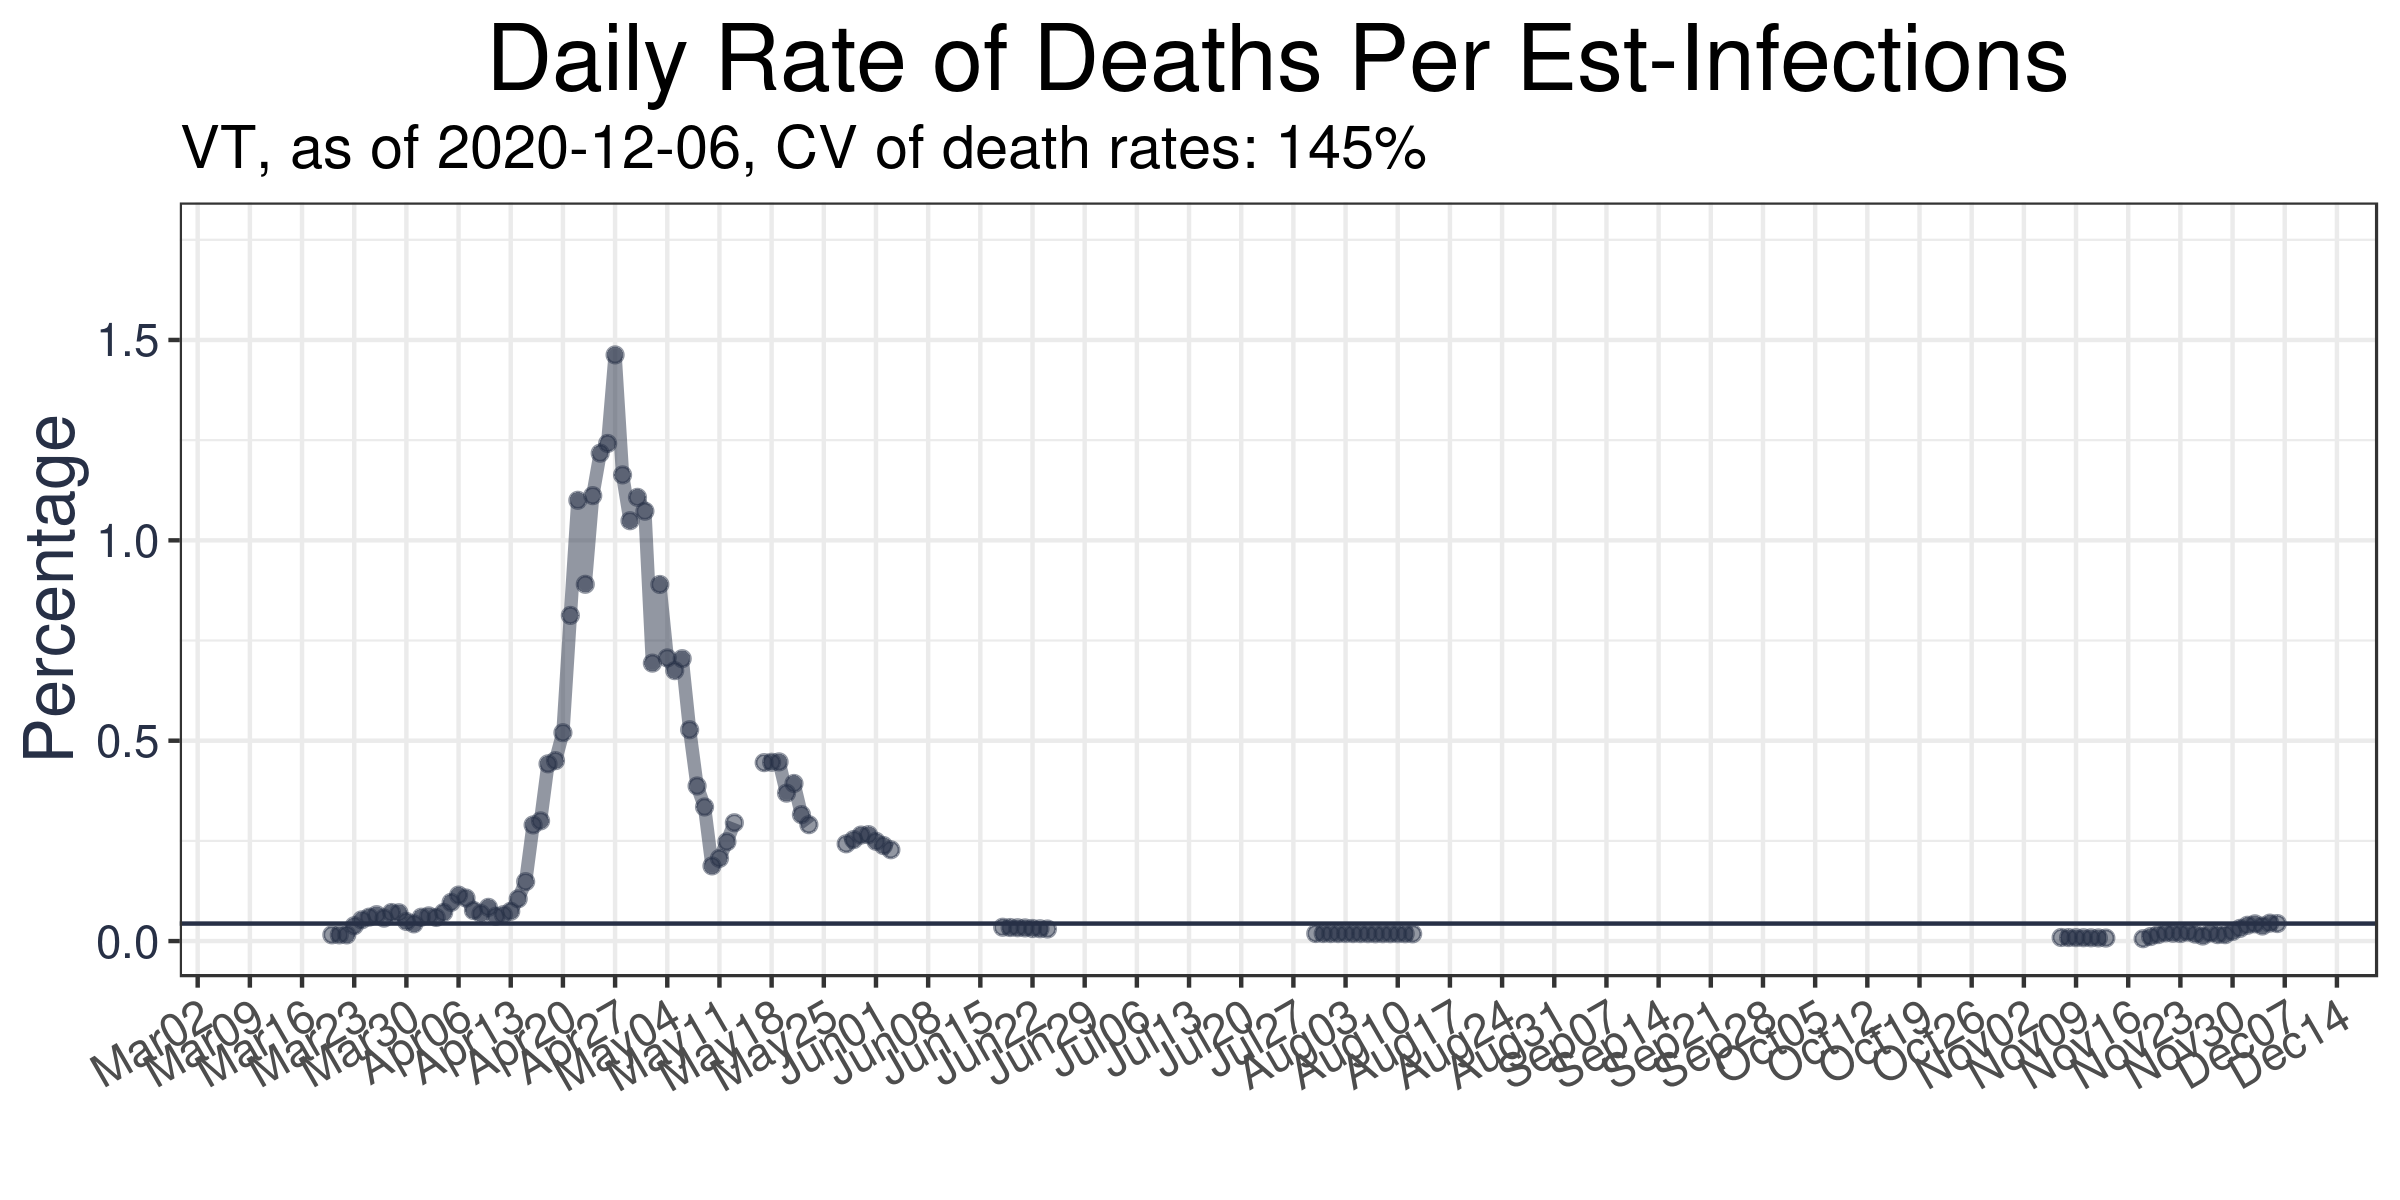 Daily Rate of Deaths Per Est-Infections
VT, as of 2020-12-06, CV of death rates: 145%
Percentage
1.5
1.0
0.5
0.0
Mar02
Mar09
Mar16
Mar23
Mar30
Apr06
Apr13
Apr20
Apr27
May04
May11
May18
May25
Jun01
Jun08
Jun15
Jun22
Jun29
Jul06
Jul13
Jul20
Jul27
Aug03
Aug10
Aug17
Aug24
Aug31
Sep07
Sep14
Sep21
Sep28
Oct05
Oct12
Oct19
Oct26
Nov02
Nov09
Nov16
Nov23
Nov30
Dec07
Dec14